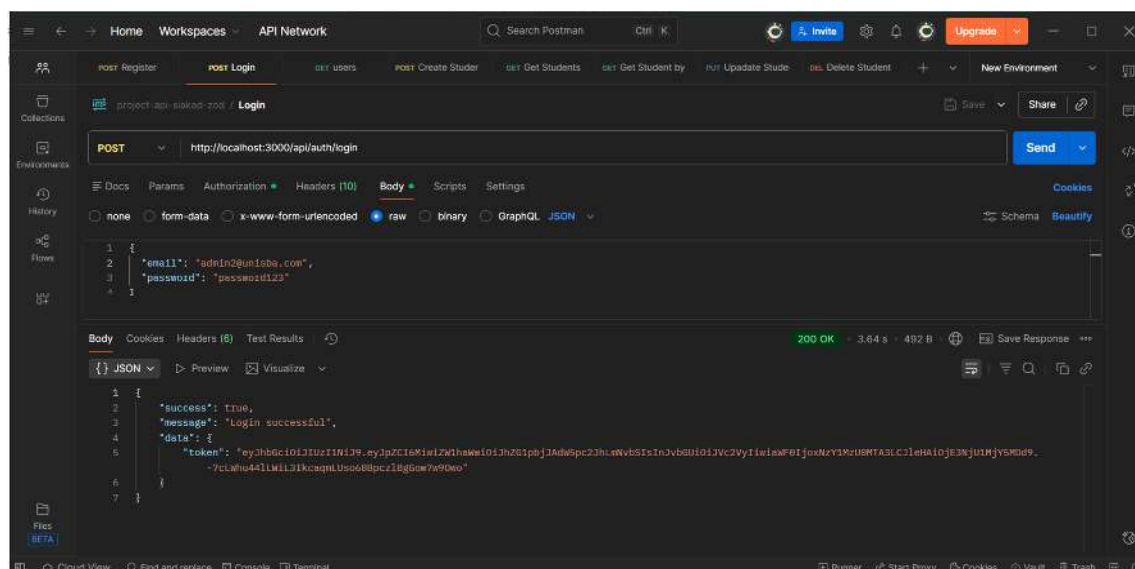 Home Workspaces API Network Search Postman Ctrl K Invite Upgrade
POST Register POST Login GET users POST Create Studer GET Get Students GET Get Student by PUT Upadate Stude DEL Delete Student New Environment
project-api-siakad-zod / Login Save Share
Collections
POST http://localhost:3000/api/auth/login Send
Environments
Docs Params Authorization Headers (10) Body Scripts Settings Cookies
History
none form-data x-www-form-urlencoded raw binary GraphQL JSON Schema Beautify
Flows
1 {
2 "email": "admin2@unisba.com",
3 "password": "password123"
4 }
Body Cookies Headers (6) Test Results 200 OK 3.64 s 492 B Save Response
{} JSON Preview Visualize
1 {
2 "success": true,
3 "message": "Login successful",
4 "data": {
5 "token":
6 }
7 }
Files
BETA
Cloud View Find and replace Console Terminal Runner Start Proxy Cookies Vault Trash